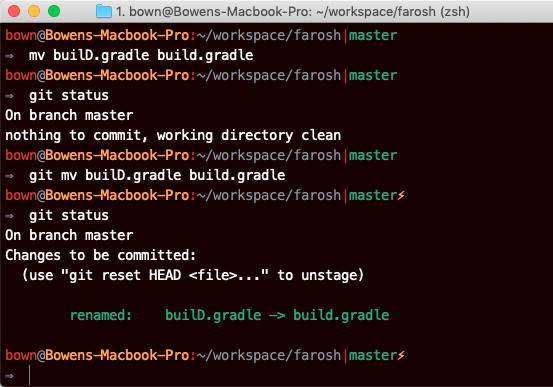 1. bown@Bowens-Macbook-Pro: ~/workspace/farosh (zsh)
bown@Bowens-Macbook-Pro:~/workspace/farosh|master
⇒  mv builD.gradle build.gradle
bown@Bowens-Macbook-Pro:~/workspace/farosh|master
⇒  git status
On branch master
nothing to commit, working directory clean
bown@Bowens-Macbook-Pro:~/workspace/farosh|master
⇒  git mv builD.gradle build.gradle
bown@Bowens-Macbook-Pro:~/workspace/farosh|master⚡
⇒  git status
On branch master
Changes to be committed:
  (use "git reset HEAD <file>..." to unstage)
        renamed:    builD.gradle -> build.gradle
bown@Bowens-Macbook-Pro:~/workspace/farosh|master⚡
⇒